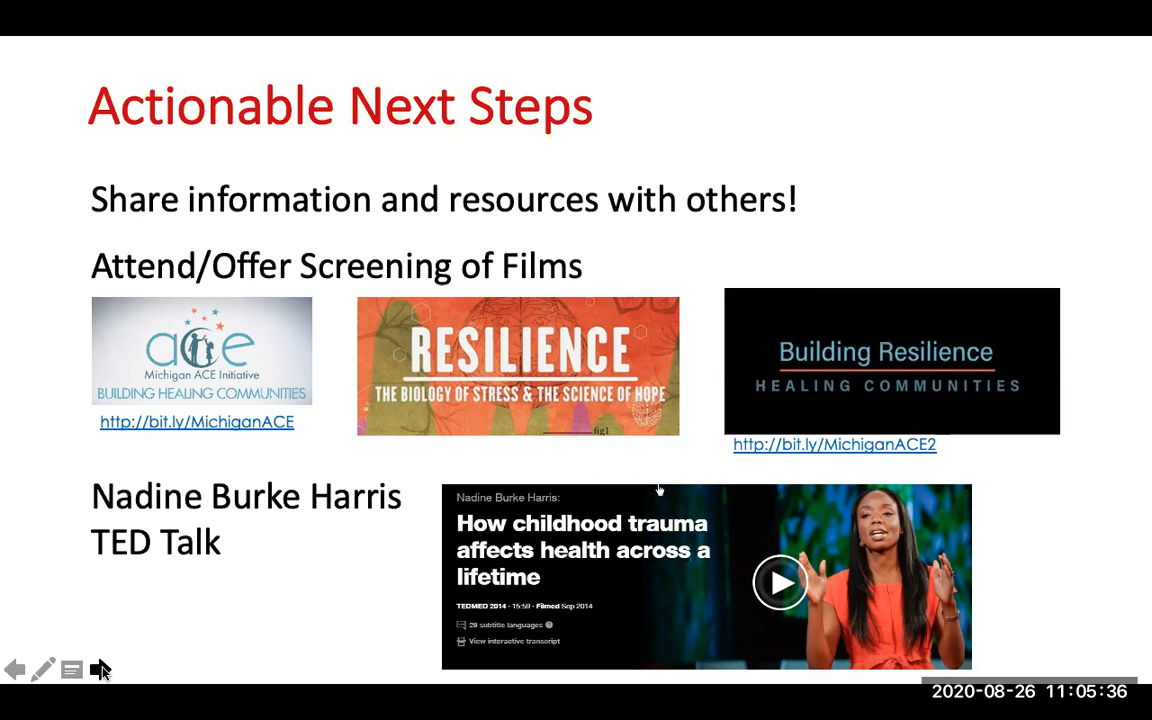 Actionable Next Steps
Share information and resources with others!
Attend/Offer Screening of Films
ace
Michigan ACE Initiative
BUILDING HEALING COMMUNITIES
http://bit.ly/MichiganACE
RESILIENCE
THE BIOLOGY OF STRESS & THE SCIENCE OF HOPE
fig1
Building Resilience
HEALING COMMUNITIES
http://bit.ly/MichiganACE2
Nadine Burke Harris
TED Talk
Nadine Burke Harris:
How childhood trauma
affects health across a
lifetime
TEDMED 2014 · 15:59 · Filmed Sep 2014
29 subtitle languages
View interactive transcript
2020-08-26 11:05:36